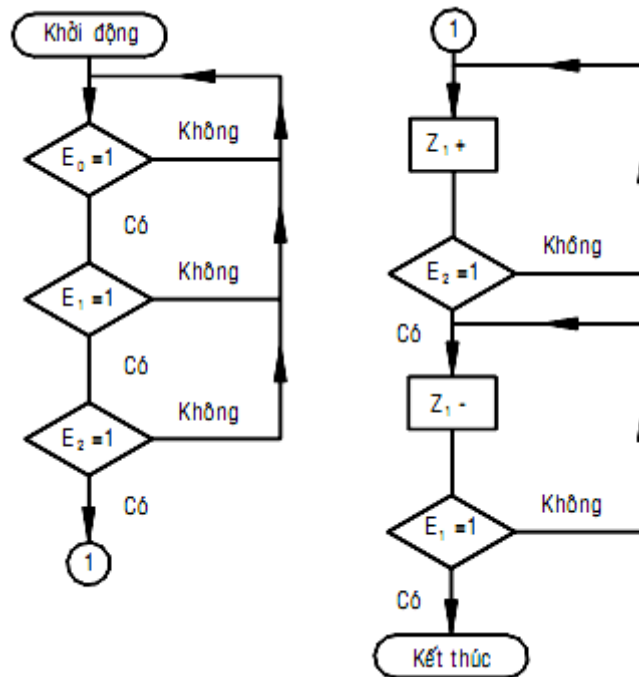 Khởi động
E₀ =1
Không
Có
E₁ =1
Không
Có
E₂ =1
Không
Có
1
1
Z₁ +
E₂ =1
Không
Có
Z₁ -
E₁ =1
Không
Có
Kết thúc